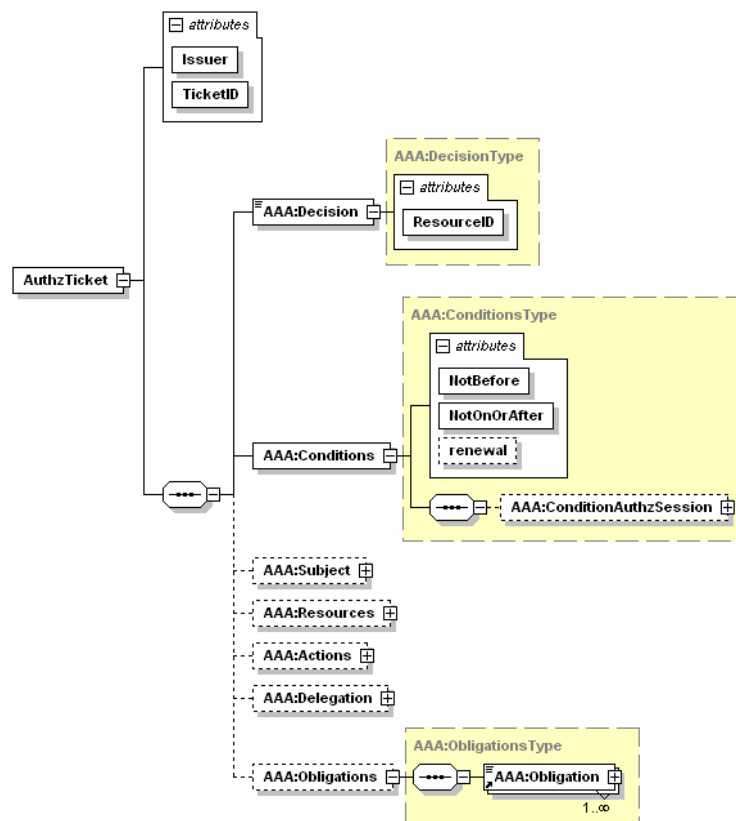 attributes
Issuer
TicketID
AAA:DecisionType
attributes
AAA:Decision
ResourceID
AuthzTicket
AAA:ConditionsType
attributes
NotBefore
NotOnOrAfter
AAA:Conditions
renewal
AAA:ConditionAuthzSession
AAA:Subject
AAA:Resources
AAA:Actions
AAA:Delegation
AAA:ObligationsType
AAA:Obligations
AAA:Obligation
1..∞